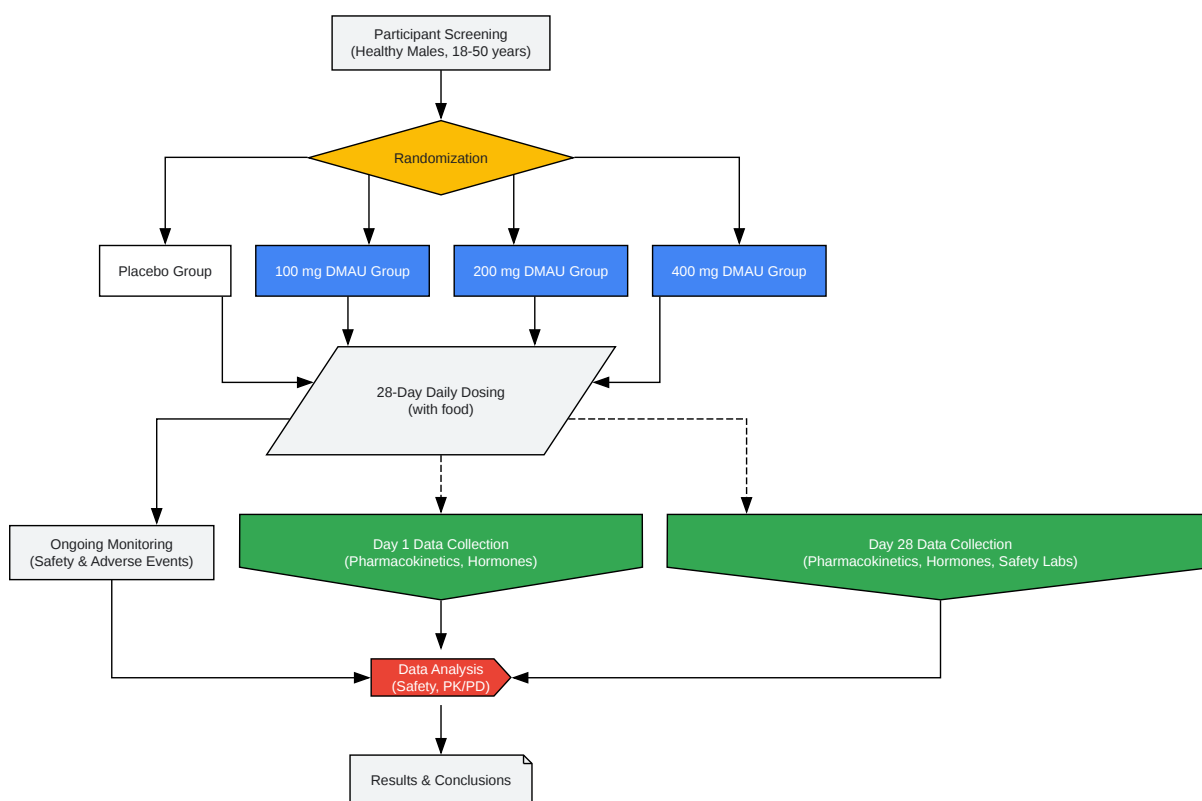 Participant Screening
(Healthy Males, 18-50 years)
Randomization
Placebo Group
100 mg DMAU Group
200 mg DMAU Group
400 mg DMAU Group
28-Day Daily Dosing
(with food)
Ongoing Monitoring
(Safety & Adverse Events)
Day 1 Data Collection
(Pharmacokinetics, Hormones)
Day 28 Data Collection
(Pharmacokinetics, Hormones, Safety Labs)
Data Analysis
(Safety, PK/PD)
Results & Conclusions